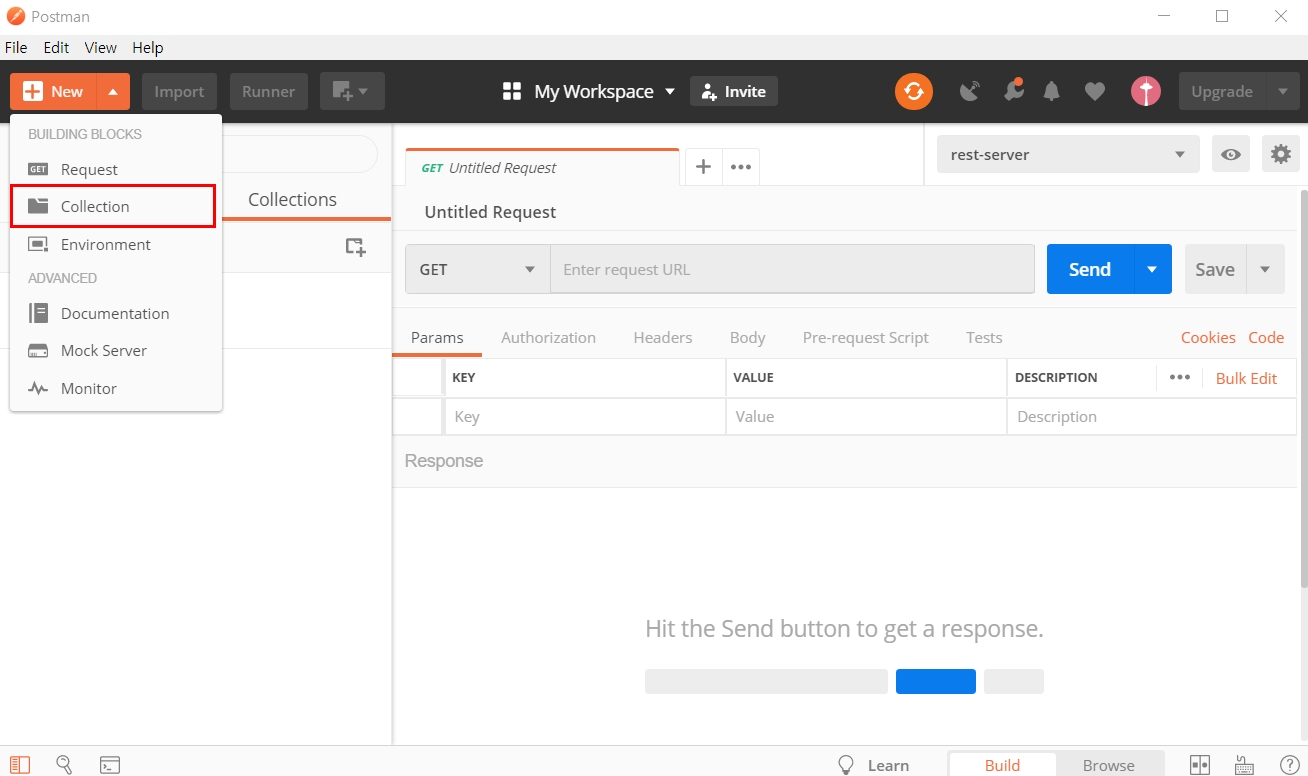 Postman
File Edit View Help
New Import Runner My Workspace Invite Upgrade
BUILDING BLOCKS
GET Request
Collection
Environment
ADVANCED
Documentation
Mock Server
Monitor
Collections
GET Untitled Request
rest-server
Untitled Request
GET Enter request URL Send Save
Params Authorization Headers Body Pre-request Script Tests Cookies Code
KEY VALUE DESCRIPTION Bulk Edit
Key Value Description
Response
Hit the Send button to get a response.
Learn Build Browse